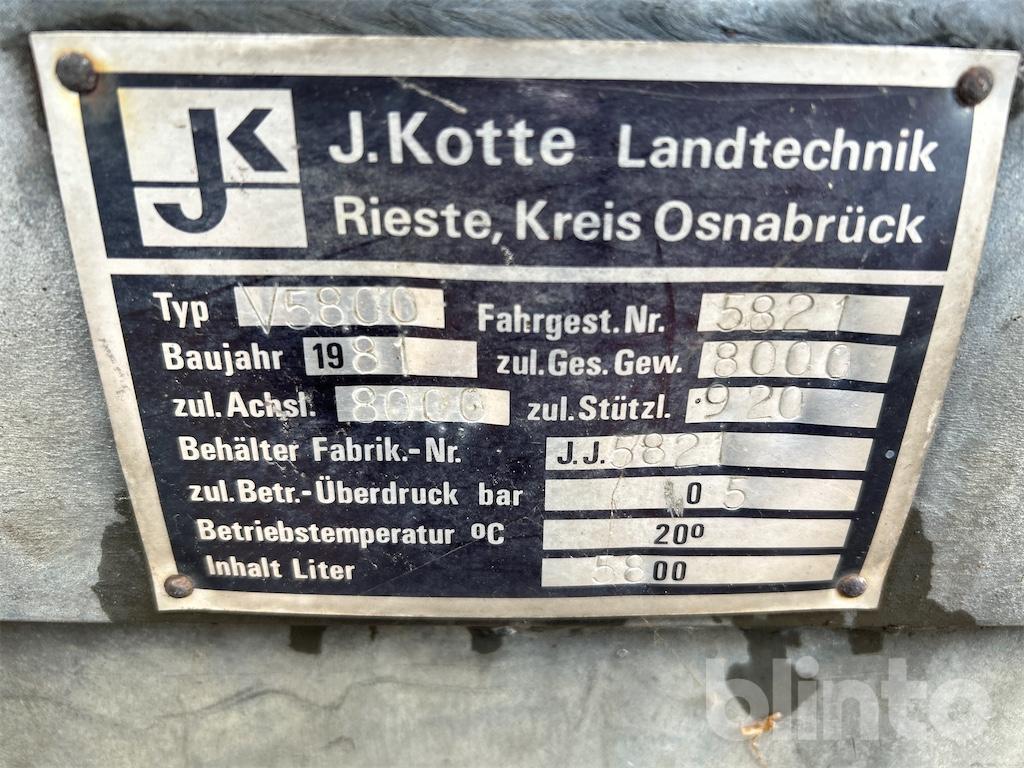 JK
J.Kotte Landtechnik
Rieste, Kreis Osnabrück
Typ V5800 Fahrgest.Nr. 5821
Baujahr 1981 zul.Ges.Gew. 8000
zul.Achsl. 8000 zul.Stützl. 920
Behälter Fabrik.-Nr. J.J. 5821
zul.Betr.-Überdruck bar 0 5
Betriebstemperatur ºC 20º
Inhalt Liter 5800
blinto